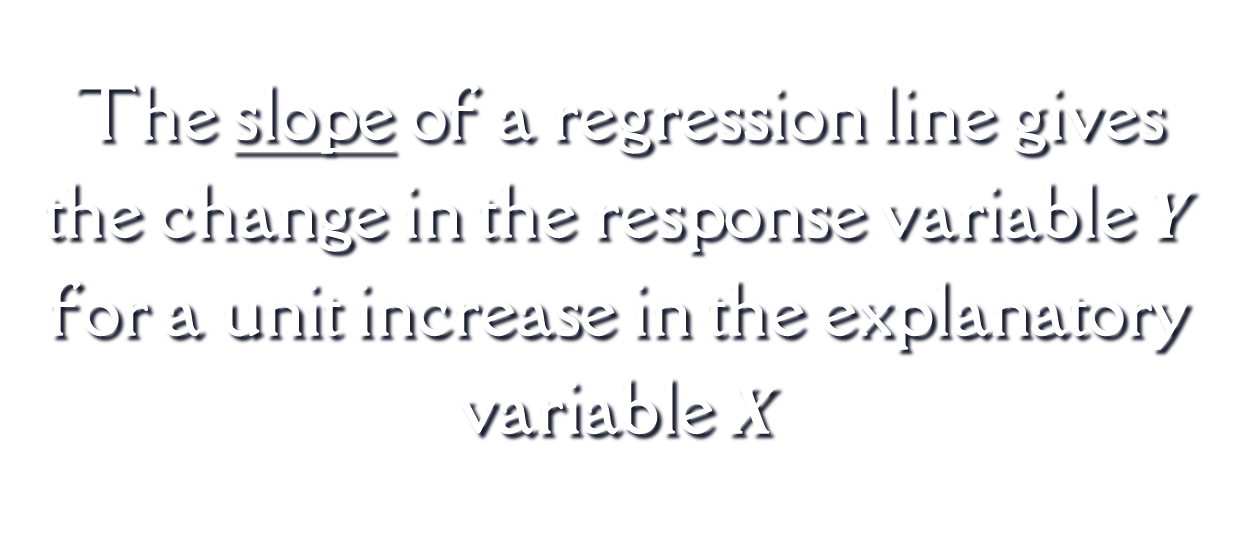 The slope of a regression line gives
the change in the response variable Y
for a unit increase in the explanatory
variable X